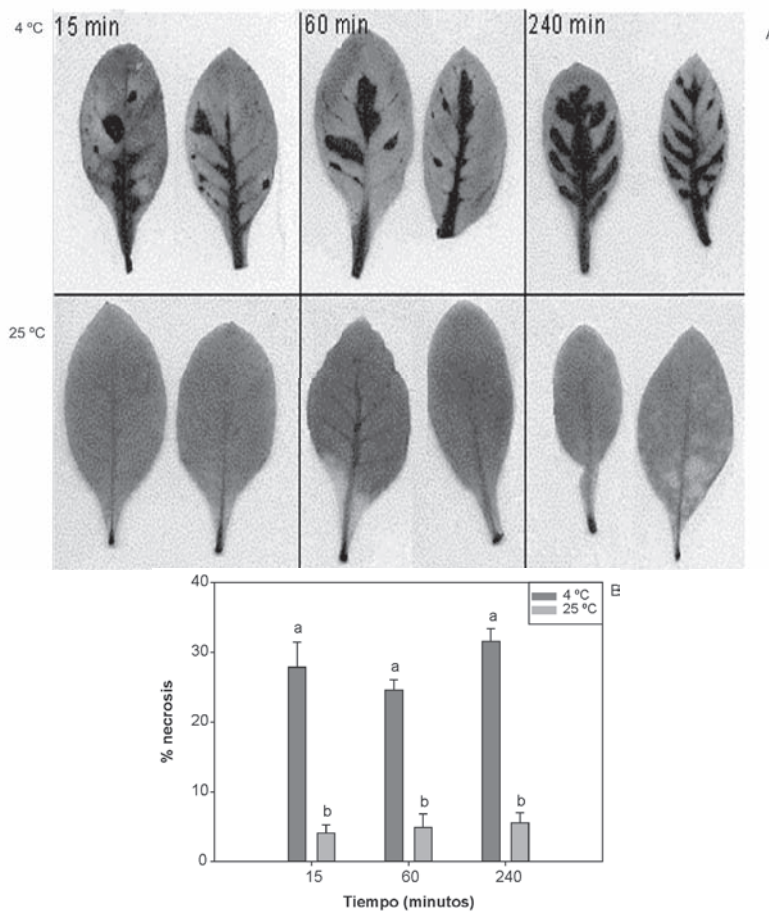 4 ºC
15 min
60 min
240 min
A
25 ºC
B
40
30
20
10
0
% necrosis
4 ºC
25 ºC
a
b
a
b
a
b
15
60
240
Tiempo (minutos)